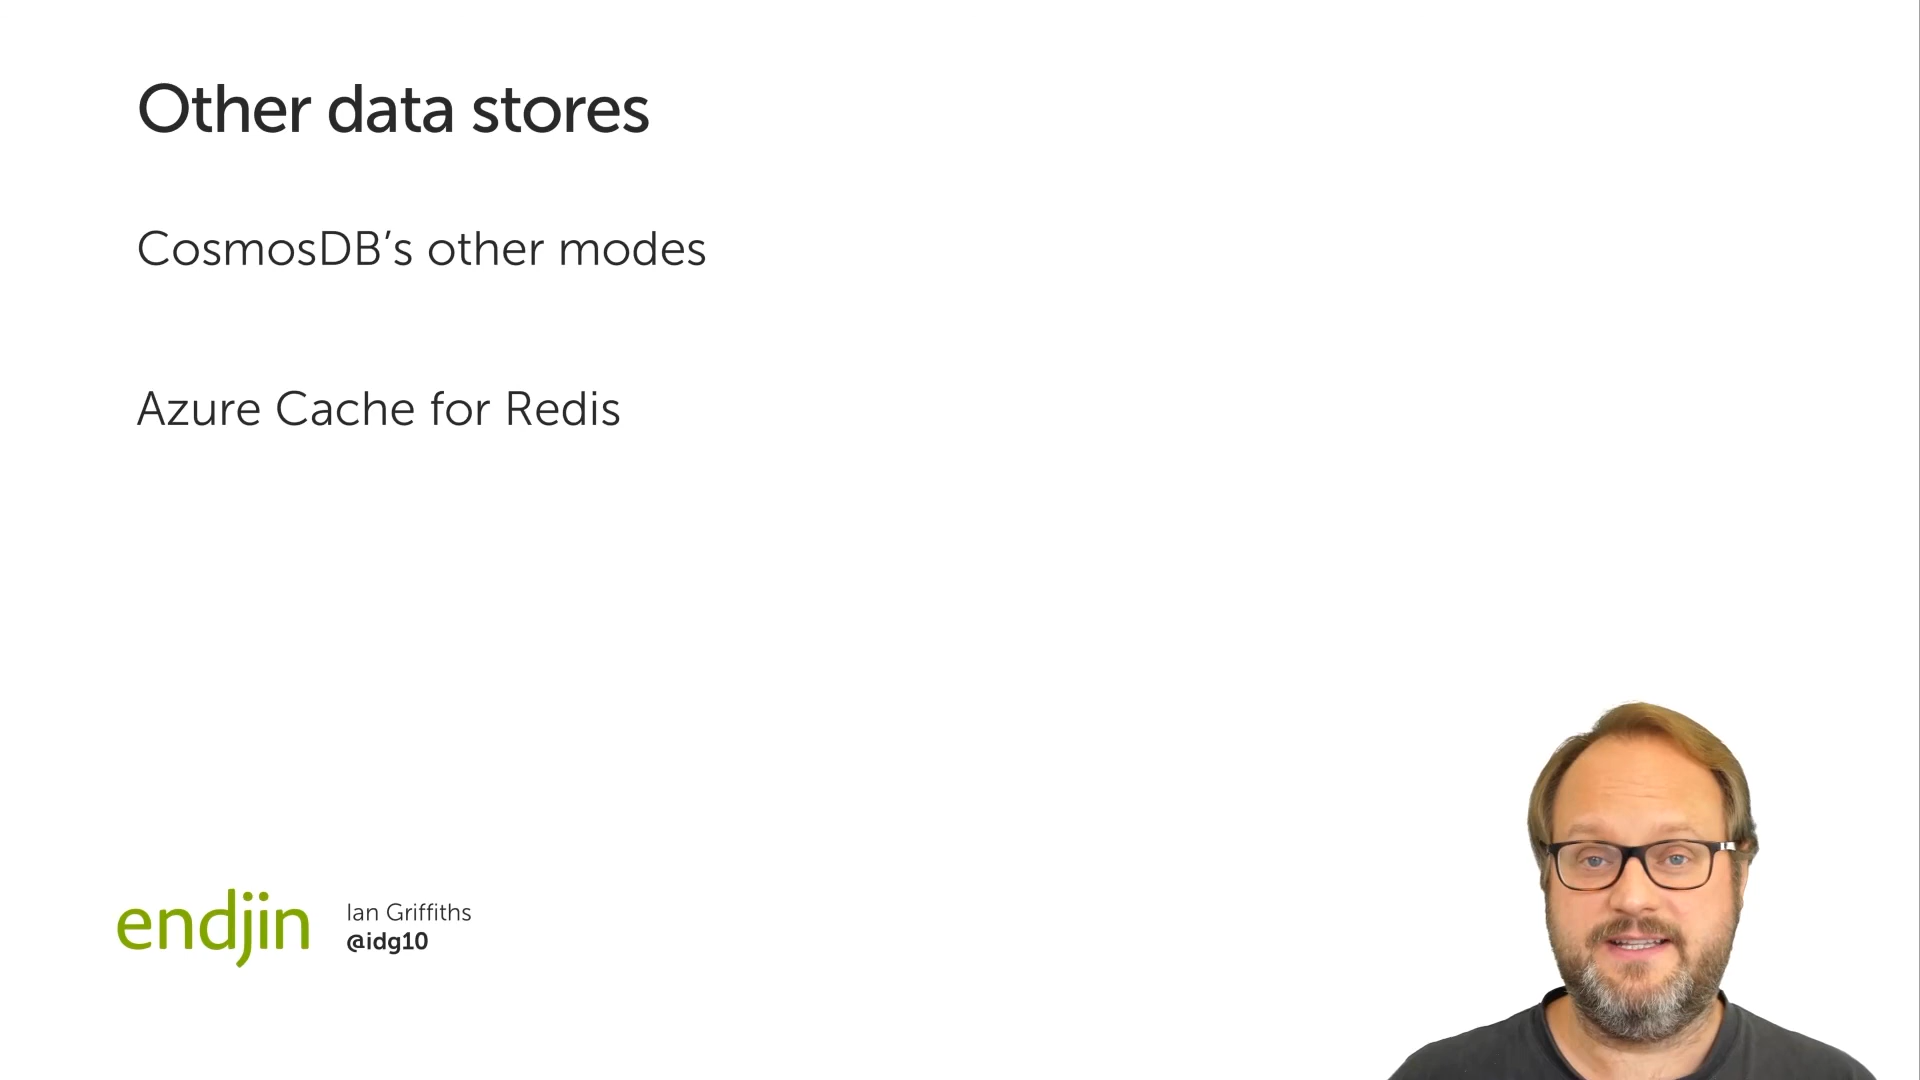 Other data stores
CosmosDB’s other modes
Azure Cache for Redis
endjin
Ian Griffiths
@idg10